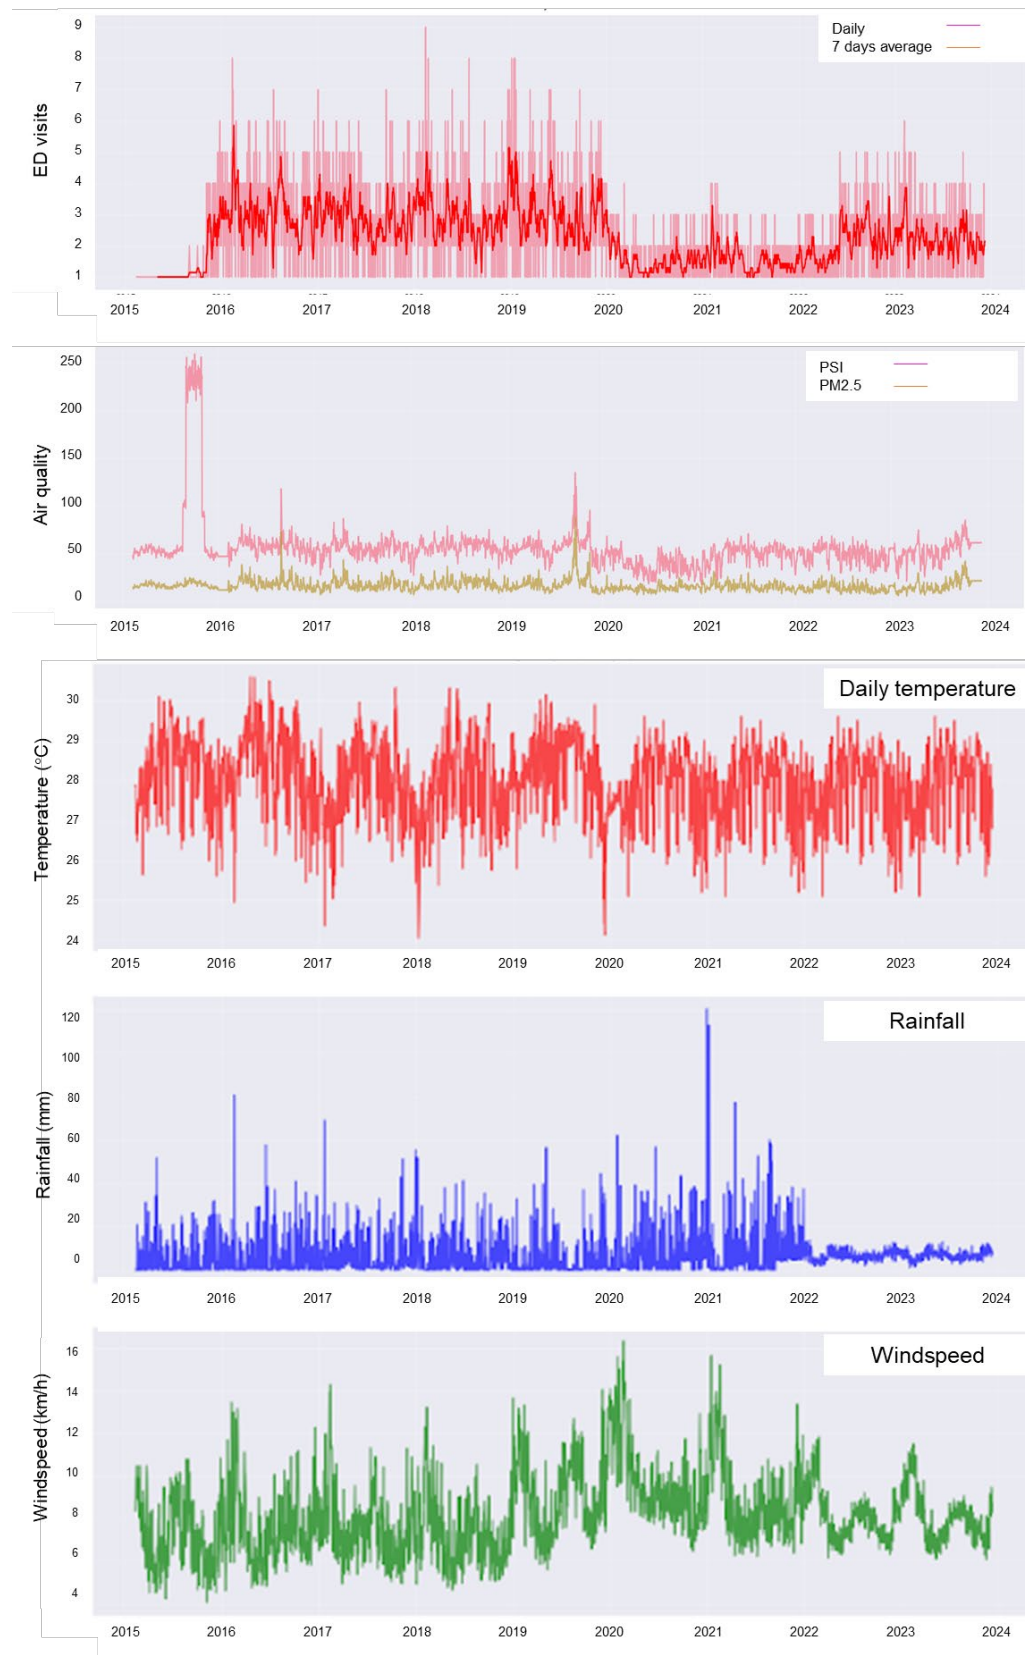 9
Daily
7 days average
8
7
6
ED visits
5
4
3
2
1
2015 2016 2017 2018 2019 2020 2021 2022 2023 2024
250
PSI
PM2.5
200
150
Air quality
100
50
0
2015 2016 2017 2018 2019 2020 2021 2022 2023 2024
Daily temperature
30
29
Temperature (°C)
28
27
26
25
24
2015 2016 2017 2018 2019 2020 2021 2022 2023 2024
Rainfall
120
100
80
Rainfall (mm)
60
40
20
0
2015 2016 2017 2018 2019 2020 2021 2022 2023 2024
Windspeed
16
14
12
Windspeed (km/h)
10
8
6
4
2015 2016 2017 2018 2019 2020 2021 2022 2023 2024